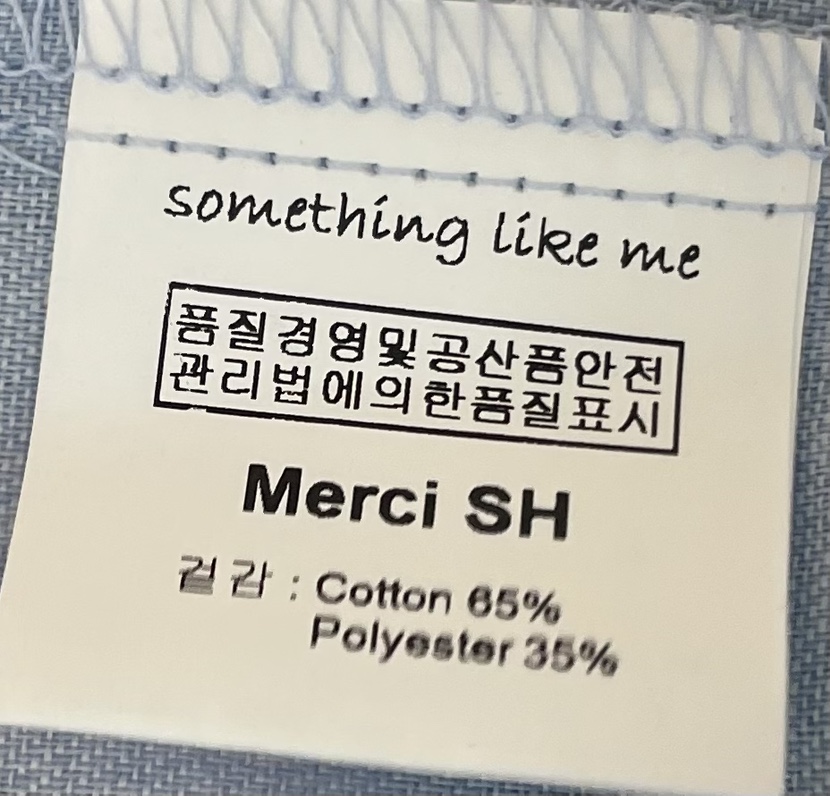 something like me
품질경영및공산품안전
관리법에의한품질표시
Merci SH
겉감 : Cotton 65%
Polyester 35%